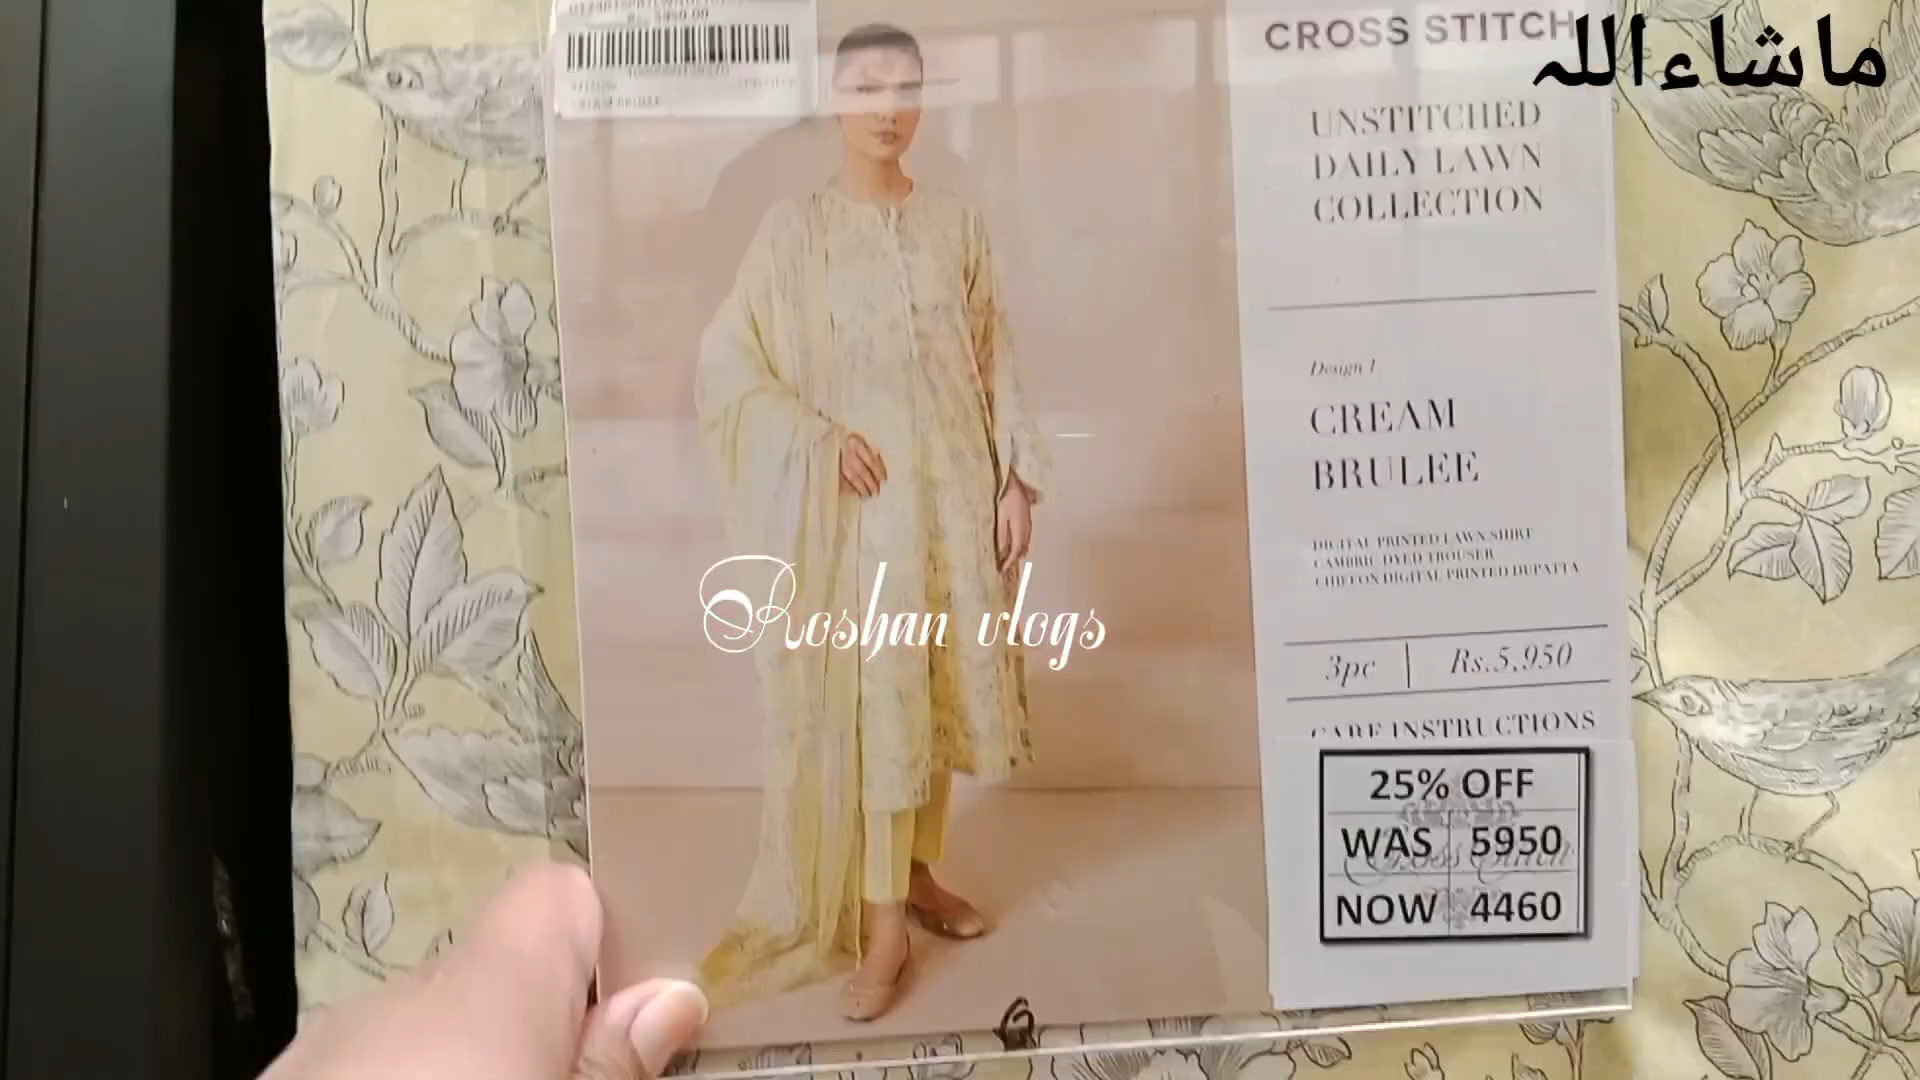 CROSS STITCH
ماشاءاللہ
UNSTITCHED
DAILY LAWN
COLLECTION
Design 1
CREAM
BRULEE
DIGITAL PRINTED LAWN SHIRT
CAMBRIC DYED TROUSER
CHIFFON DIGITAL PRINTED DUPATTA
3pc Rs.5,950
CARE INSTRUCTIONS
25% OFF
WAS 5950
NOW 4460
Roshan vlogs